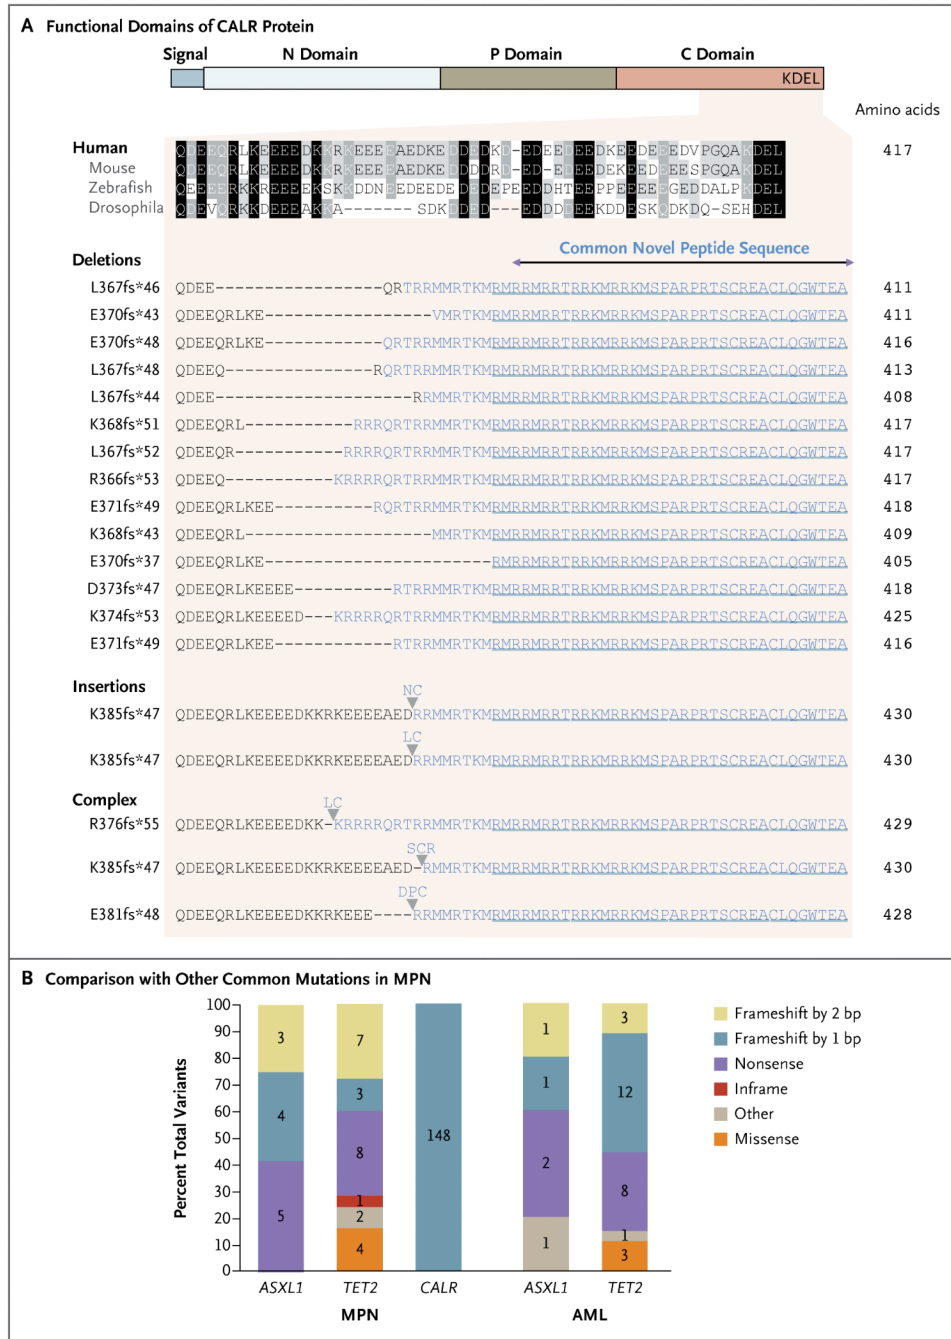 A Functional Domains of CALR Protein
Signal N Domain P Domain C Domain
KDEL
Amino acids
Human QDEEQRLKEEEEDKKRKEEEEAEDKEDDEDKD-EDEEDEEDKEEDEEEDVPGQAKDEL 417
Mouse QDEEQRLKEEEEDKKRKEEEEAEDKEDDDDRD-ED-EDEEDEKEEDEEESPGQAKDEL
Zebrafish QEEEERKKREEEEKSKKDDNEEDEEDEDEDEPEEDDHTEEPPEEEEEGEDDALPKDEL
Drosophila QDEVQRKKDEEEAKKA-------SDKDDED---EDDDDEEKDDESKQDKDQ-SEHDEL
Deletions Common Novel Peptide Sequence
L367fs*46 QDEE-----------------QRTRRMMRTKMRMRRMRRTRRKMRRKMSPARPRTSCREACLQGWTEA 411
E370fs*43 QDEEQRLKE-----------------VMRTKMRMRRMRRTRRKMRRKMSPARPRTSCREACLQGWTEA 411
E370fs*48 QDEEQRLKE------------QRTRRMMRTKMRMRRMRRTRRKMRRKMSPARPRTSCREACLQGWTEA 416
L367fs*48 QDEEQ---------------RQRTRRMMRTKMRMRRMRRTRRKMRRKMSPARPRTSCREACLQGWTEA 413
L367fs*44 QDEE--------------------RRMMRTKMRMRRMRRTRRKMRRKMSPARPRTSCREACLQGWTEA 408
K368fs*51 QDEEQRL-----------RRRQRTRRMMRTKMRMRRMRRTRRKMRRKMSPARPRTSCREACLQGWTEA 417
L367fs*52 QDEEQR-----------RRRRQRTRRMMRTKMRMRRMRRTRRKMRRKMSPARPRTSCREACLQGWTEA 417
R366fs*53 QDEEQ-----------KRRRRQRTRRMMRTKMRMRRMRRTRRKMRRKMSPARPRTSCREACLQGWTEA 417
E371fs*49 QDEEQRLKEE----------RQRTRRMMRTKMRMRRMRRTRRKMRRKMSPARPRTSCREACLQGWTEA 418
K368fs*43 QDEEQRL-------------------MMRTKMRMRRMRRTRRKMRRKMSPARPRTSCREACLQGWTEA 409
E370fs*37 QDEEQRLKE-----------------------RMRRMRRTRRKMRRKMSPARPRTSCREACLQGWTEA 405
D373fs*47 QDEEQRLKEEEE----------RTRRMMRTKMRMRRMRRTRRKMRRKMSPARPRTSCREACLQGWTEA 418
K374fs*53 QDEEQRLKEEEED---KRRRRQRTRRMMRTKMRMRRMRRTRRKMRRKMSPARPRTSCREACLQGWTEA 425
E371fs*49 QDEEQRLKEE------------RTRRMMRTKMRMRRMRRTRRKMRRKMSPARPRTSCREACLQGWTEA 416
Insertions
NC
K385fs*47 QDEEQRLKEEEEDKKRKEEEEAEDRRMMRTKMRMRRMRRTRRKMRRKMSPARPRTSCREACLQGWTEA 430
LC
K385fs*47 QDEEQRLKEEEEDKKRKEEEEAEDRRMMRTKMRMRRMRRTRRKMRRKMSPARPRTSCREACLQGWTEA 430
Complex
LC
R376fs*55 QDEEQRLKEEEEDKK-KRRRRQRTRRMMRTKMRMRRMRRTRRKMRRKMSPARPRTSCREACLQGWTEA 429
SCR
K385fs*47 QDEEQRLKEEEEDKKRKEEEEAED-RMMRTKMRMRRMRRTRRKMRRKMSPARPRTSCREACLQGWTEA 430
DPC
E381fs*48 QDEEQRLKEEEEDKKRKEEE----RRMMRTKMRMRRMRRTRRKMRRKMSPARPRTSCREACLQGWTEA 428
B Comparison with Other Common Mutations in MPN
Percent Total Variants
100
90
80
70
60
50
40
30
20
10
0
3
4
5
7
3
8
1
2
4
148
1
1
2
1
3
12
8
1
3
ASXL1 TET2 CALR ASXL1 TET2
MPN AML
Frameshift by 2 bp
Frameshift by 1 bp
Nonsense
Inframe
Other
Missense